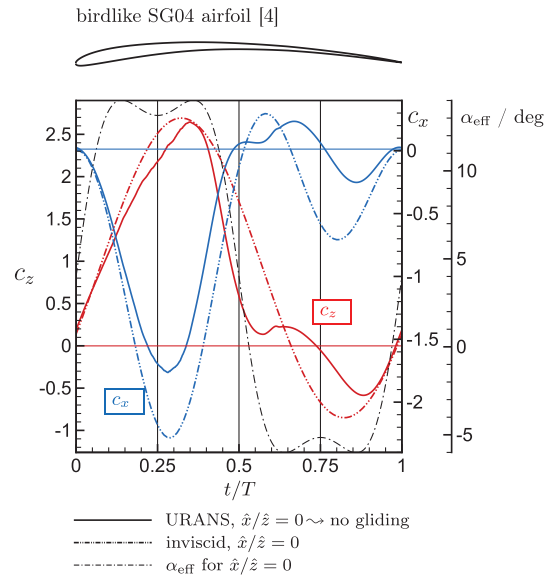 birdlike SG04 airfoil [4]
c_x α_eff / deg
2.5
2
1.5
1
0.5
0
-0.5
-1
c_z
0
-0.5
-1
-1.5
-2
10
5
0
-5
c_z
c_x
0 0.25 0.5 0.75 1
t/T
URANS, x̂/ẑ = 0 ⤳ no gliding
inviscid, x̂/ẑ = 0
α_eff for x̂/ẑ = 0